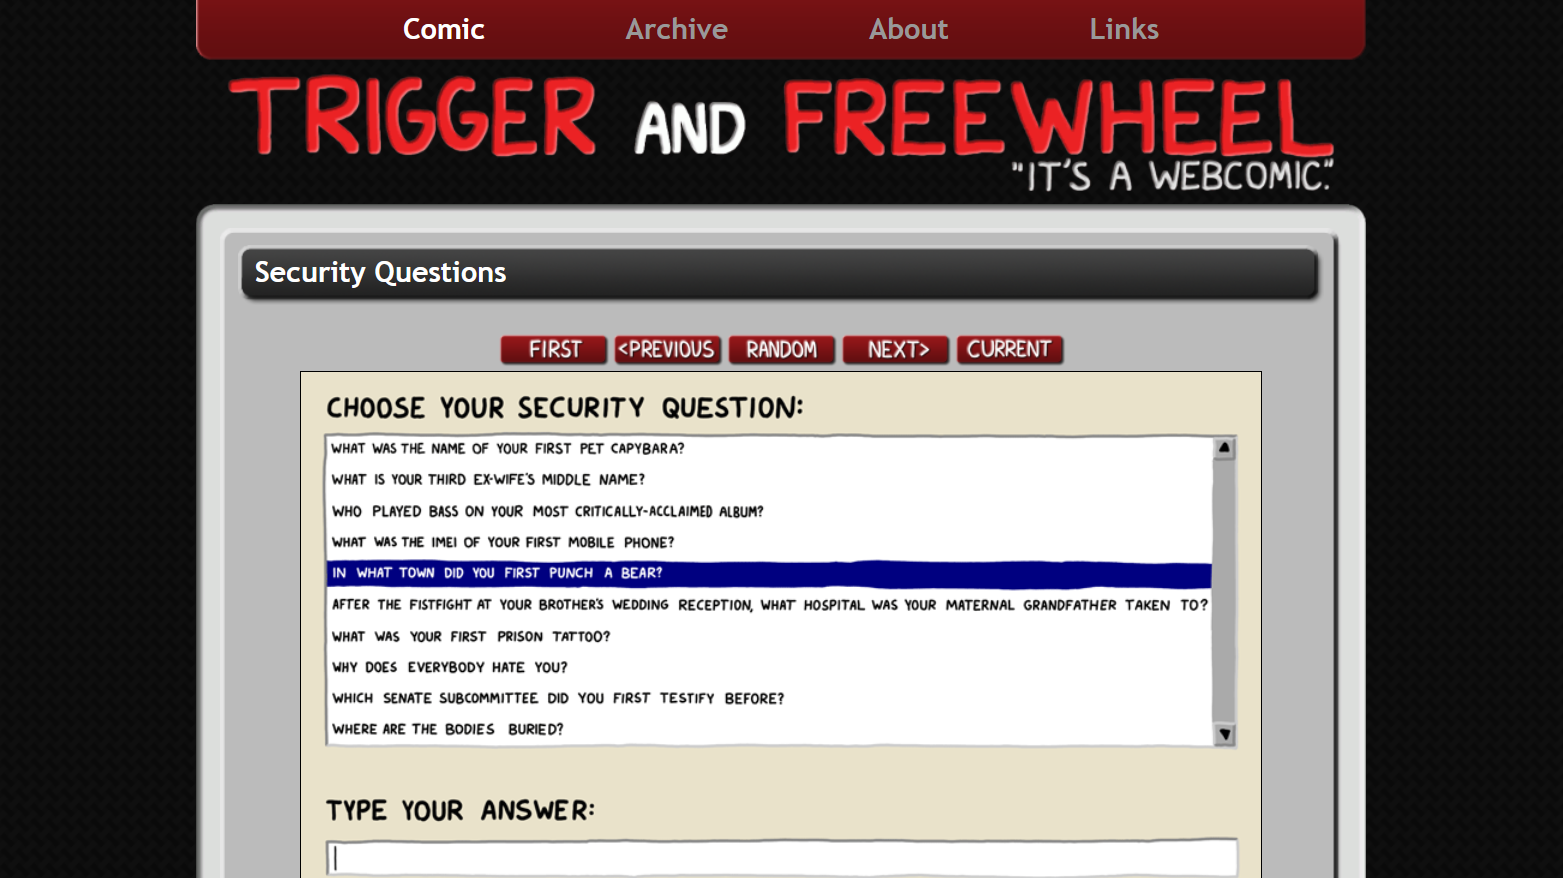 Comic Archive About Links
TRIGGER AND FREEWHEEL
"IT'S A WEBCOMIC."
Security Questions
FIRST <PREVIOUS RANDOM NEXT> CURRENT
CHOOSE YOUR SECURITY QUESTION:
WHAT WAS THE NAME OF YOUR FIRST PET CAPYBARA?
WHAT IS YOUR THIRD EX-WIFE'S MIDDLE NAME?
WHO PLAYED BASS ON YOUR MOST CRITICALLY-ACCLAIMED ALBUM?
WHAT WAS THE IMEI OF YOUR FIRST MOBILE PHONE?
IN WHAT TOWN DID YOU FIRST PUNCH A BEAR?
AFTER THE FISTFIGHT AT YOUR BROTHER'S WEDDING RECEPTION, WHAT HOSPITAL WAS YOUR MATERNAL GRANDFATHER TAKEN TO?
WHAT WAS YOUR FIRST PRISON TATTOO?
WHY DOES EVERYBODY HATE YOU?
WHICH SENATE SUBCOMMITTEE DID YOU FIRST TESTIFY BEFORE?
WHERE ARE THE BODIES BURIED?
TYPE YOUR ANSWER: